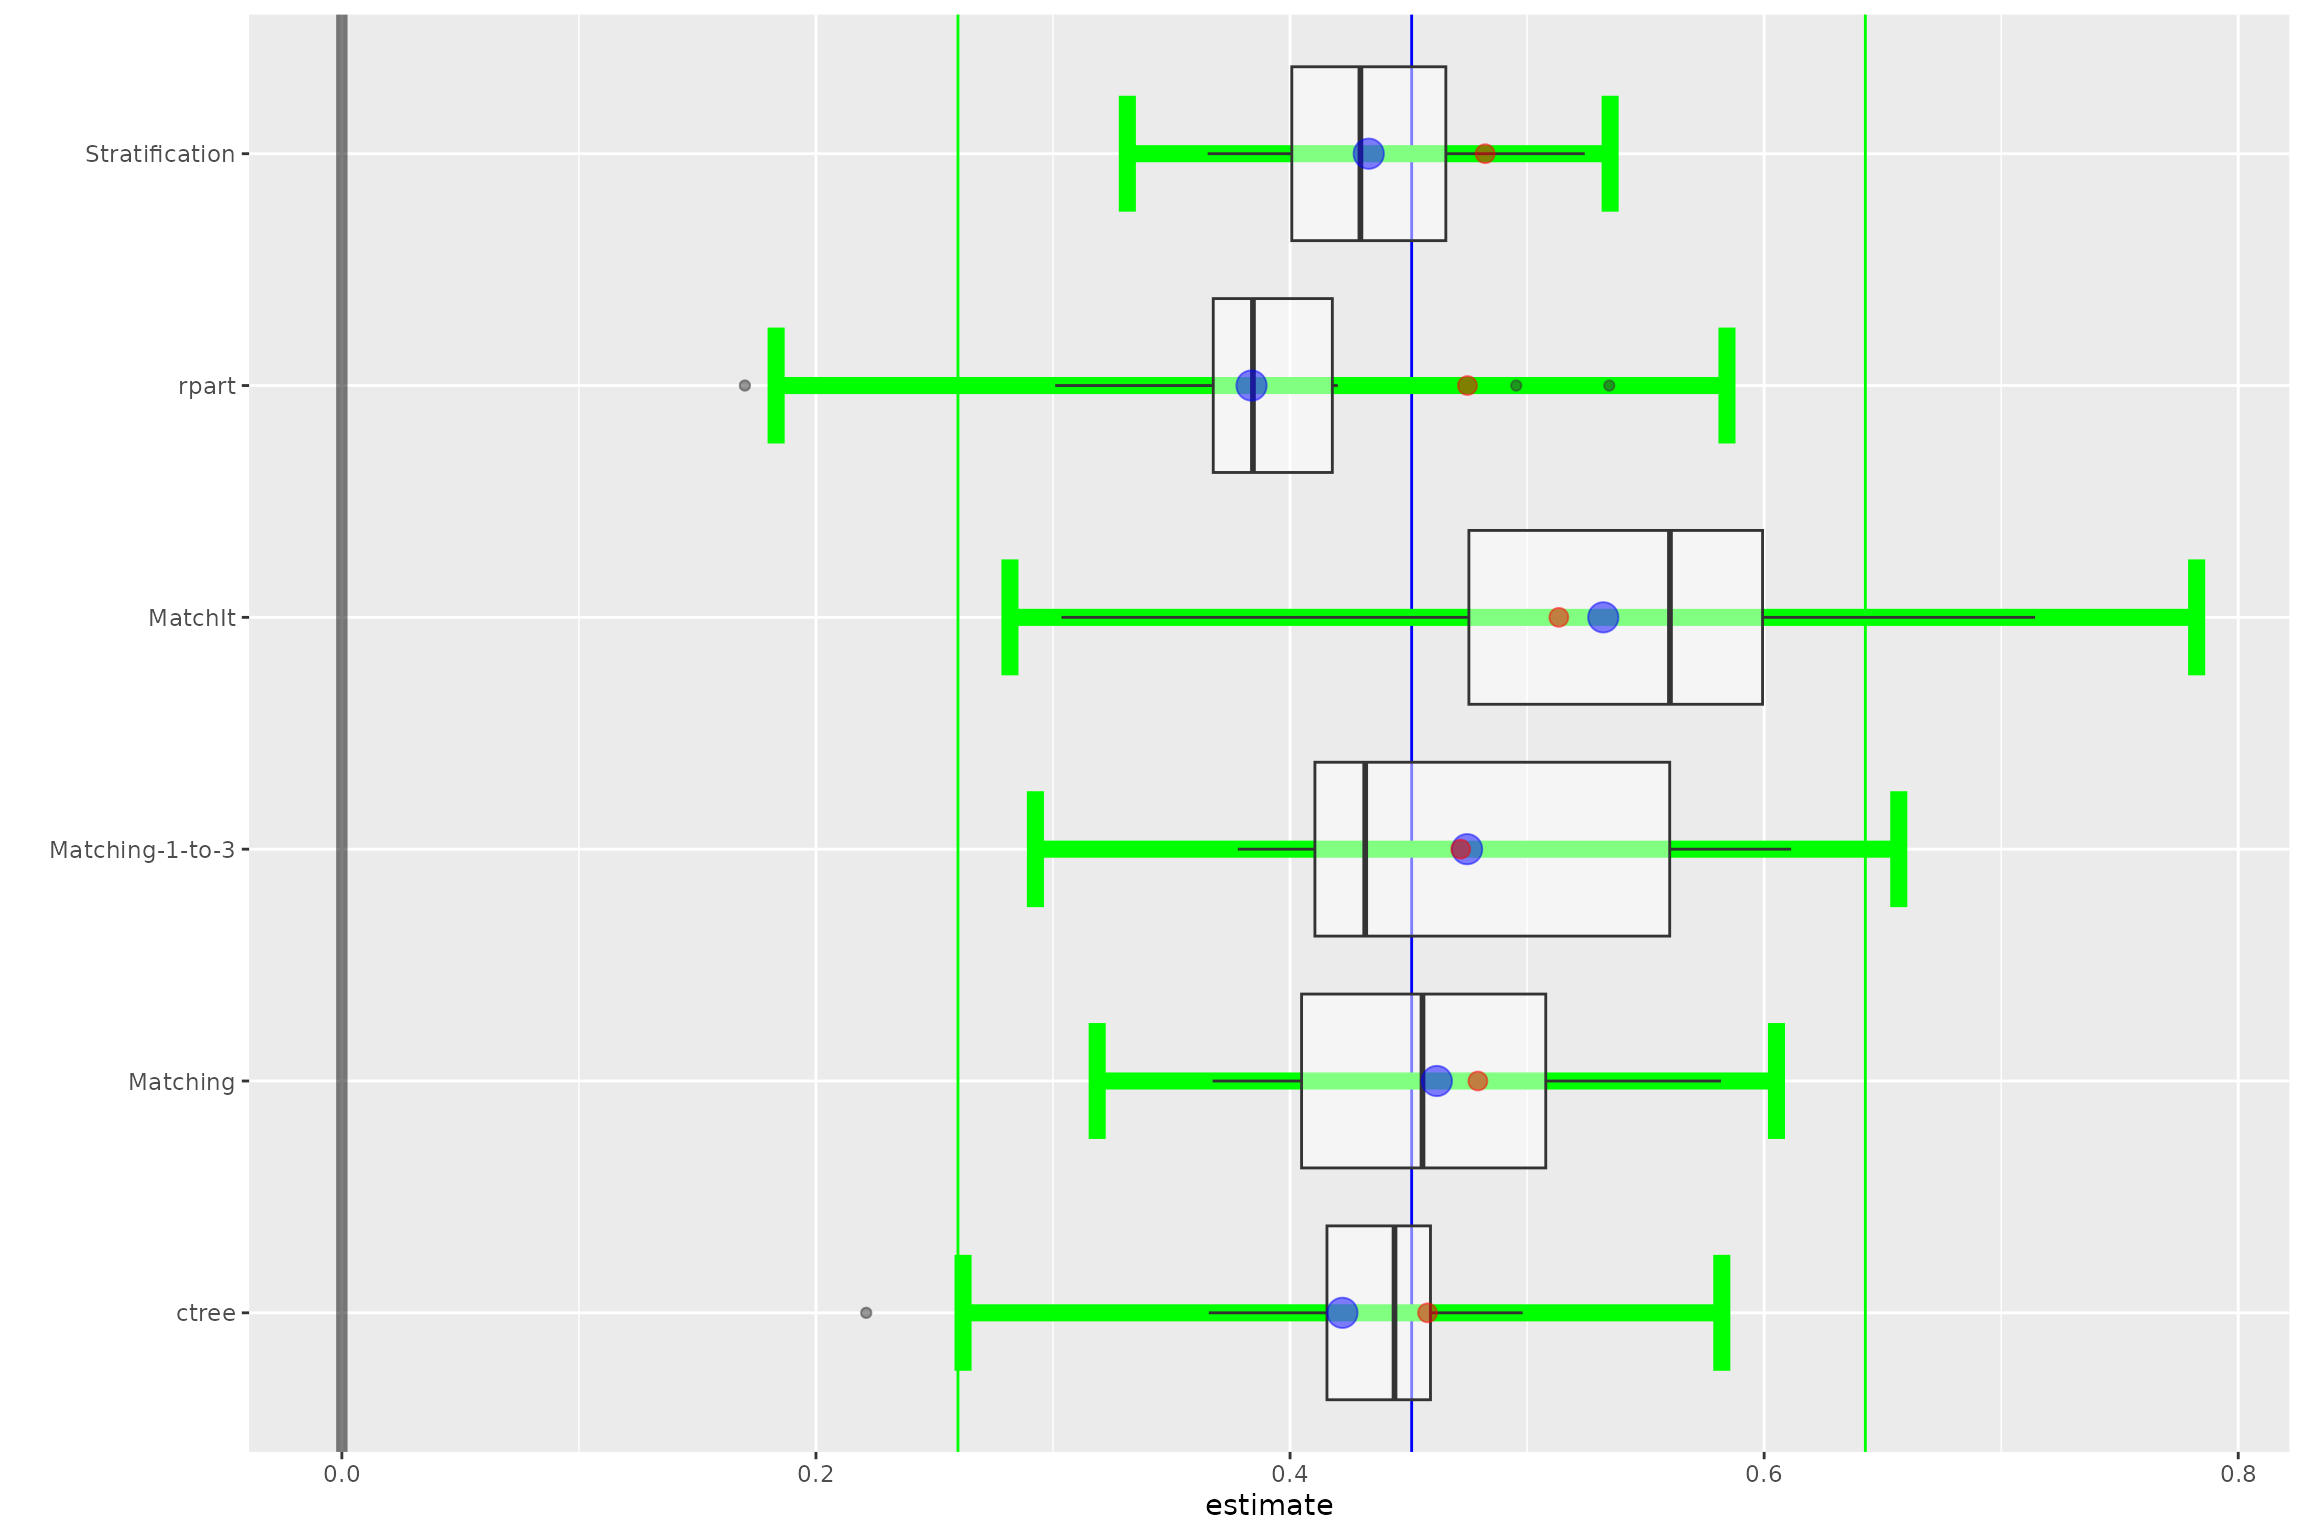 Stratification
rpart
MatchIt
Matching-1-to-3
Matching
ctree
0.0 0.2 0.4 0.6 0.8
estimate